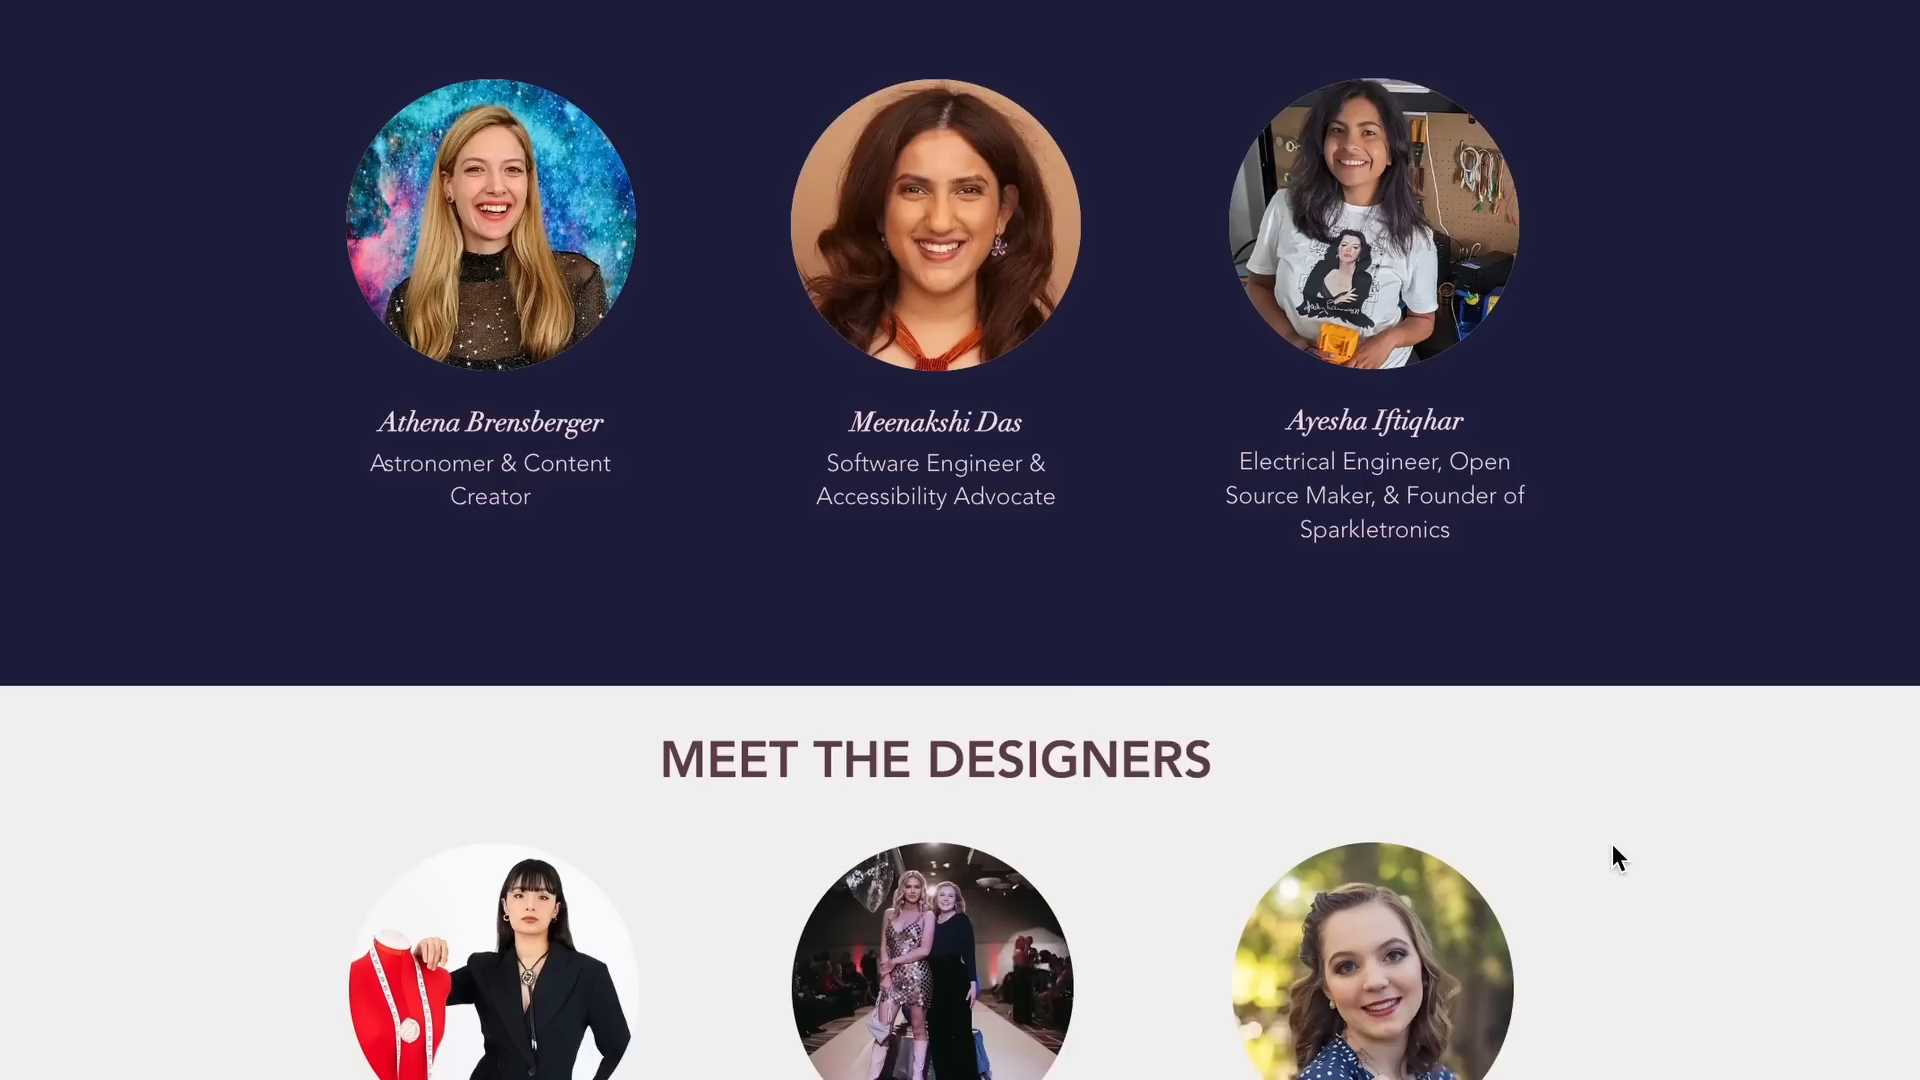 Athena Brensberger
Astronomer & Content
Creator
Meenakshi Das
Software Engineer &
Accessibility Advocate
Ayesha Iftiqhar
Electrical Engineer, Open
Source Maker, & Founder of
Sparkletronics
MEET THE DESIGNERS